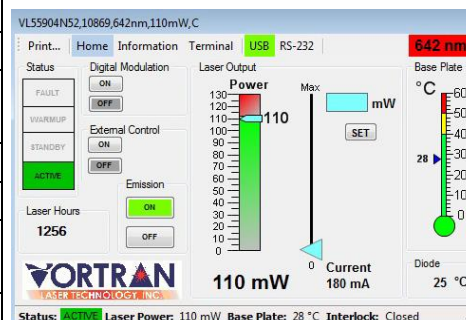 VL55904N52,10869,642nm,110mW,C
Print... Home Information Terminal USB RS-232 642 nm
Status Digital Modulation Laser Output Base Plate
FAULT
WARMUP
STANDBY
ACTIVE
ON
OFF
External Control
ON
OFF
Emission
ON
OFF
Laser Hours
1256
VORTRAN
LASER TECHNOLOGY, INC.
Power
130
120
110
100
90
80
70
60
50
40
30
20
10
0
110
110 mW
Max
0
mW
SET
Current
180 mA
°C
60
50
40
30
20
10
0
28
Diode
25 °C
Status: ACTIVE Laser Power: 110 mW Base Plate: 28 °C Interlock: Closed